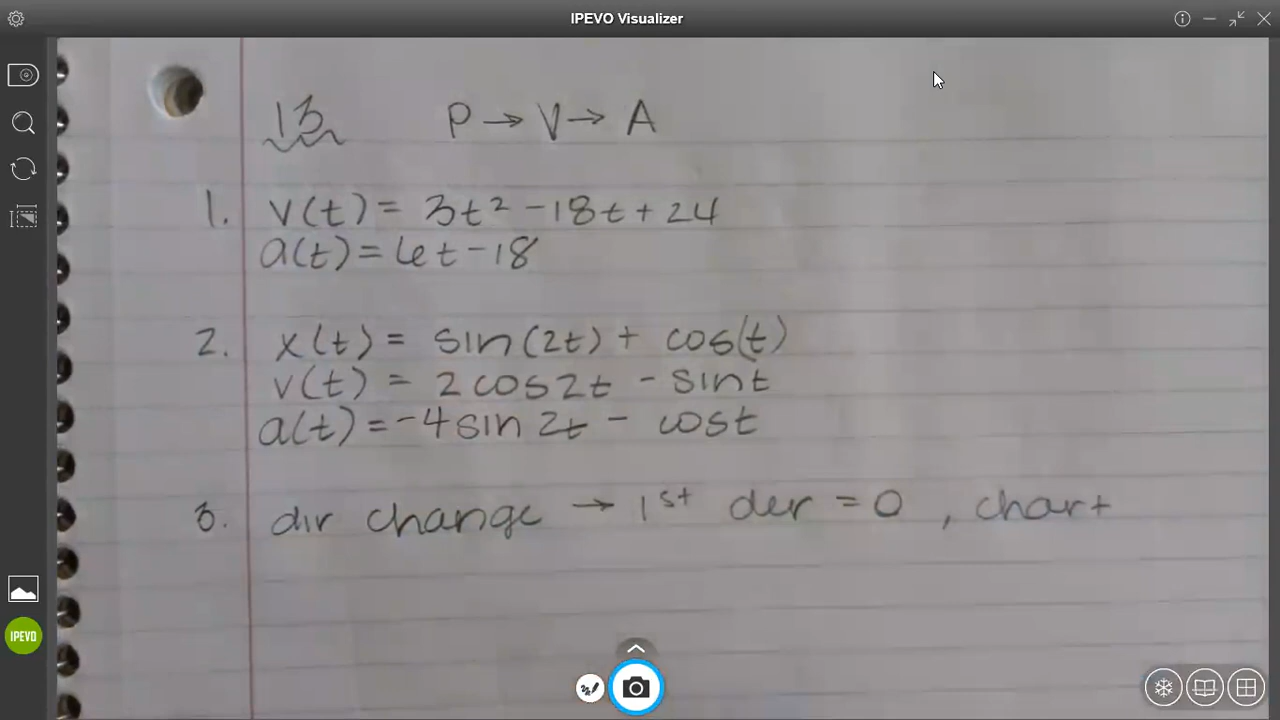 IPEVO Visualizer
13 P → V → A
1. v(t) = 3t² - 18t + 24
a(t) = 6t - 18
2. x(t) = sin(2t) + cos(t)
v(t) = 2cos2t - sint
a(t) = -4sin2t - cost
3. dir change → 1st der = 0, chart
IPEVO